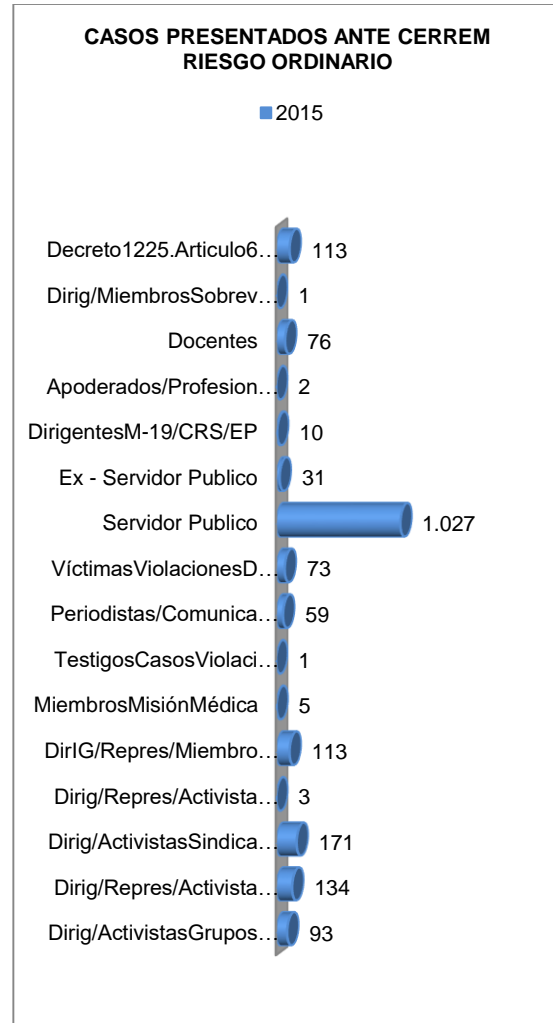 CASOS PRESENTADOS ANTE CERREM
RIESGO ORDINARIO
2015
Decreto1225.Articulo6… 113
Dirig/MiembrosSobrev… 1
Docentes 76
Apoderados/Profesion… 2
DirigentesM-19/CRS/EP 10
Ex - Servidor Publico 31
Servidor Publico 1.027
VíctimasViolacionesD… 73
Periodistas/Comunica… 59
TestigosCasosViolaci… 1
MiembrosMisiónMédica 5
DirIG/Repres/Miembro… 113
Dirig/Repres/Activista… 3
Dirig/ActivistasSindica… 171
Dirig/Repres/Activista… 134
Dirig/ActivistasGrupos… 93